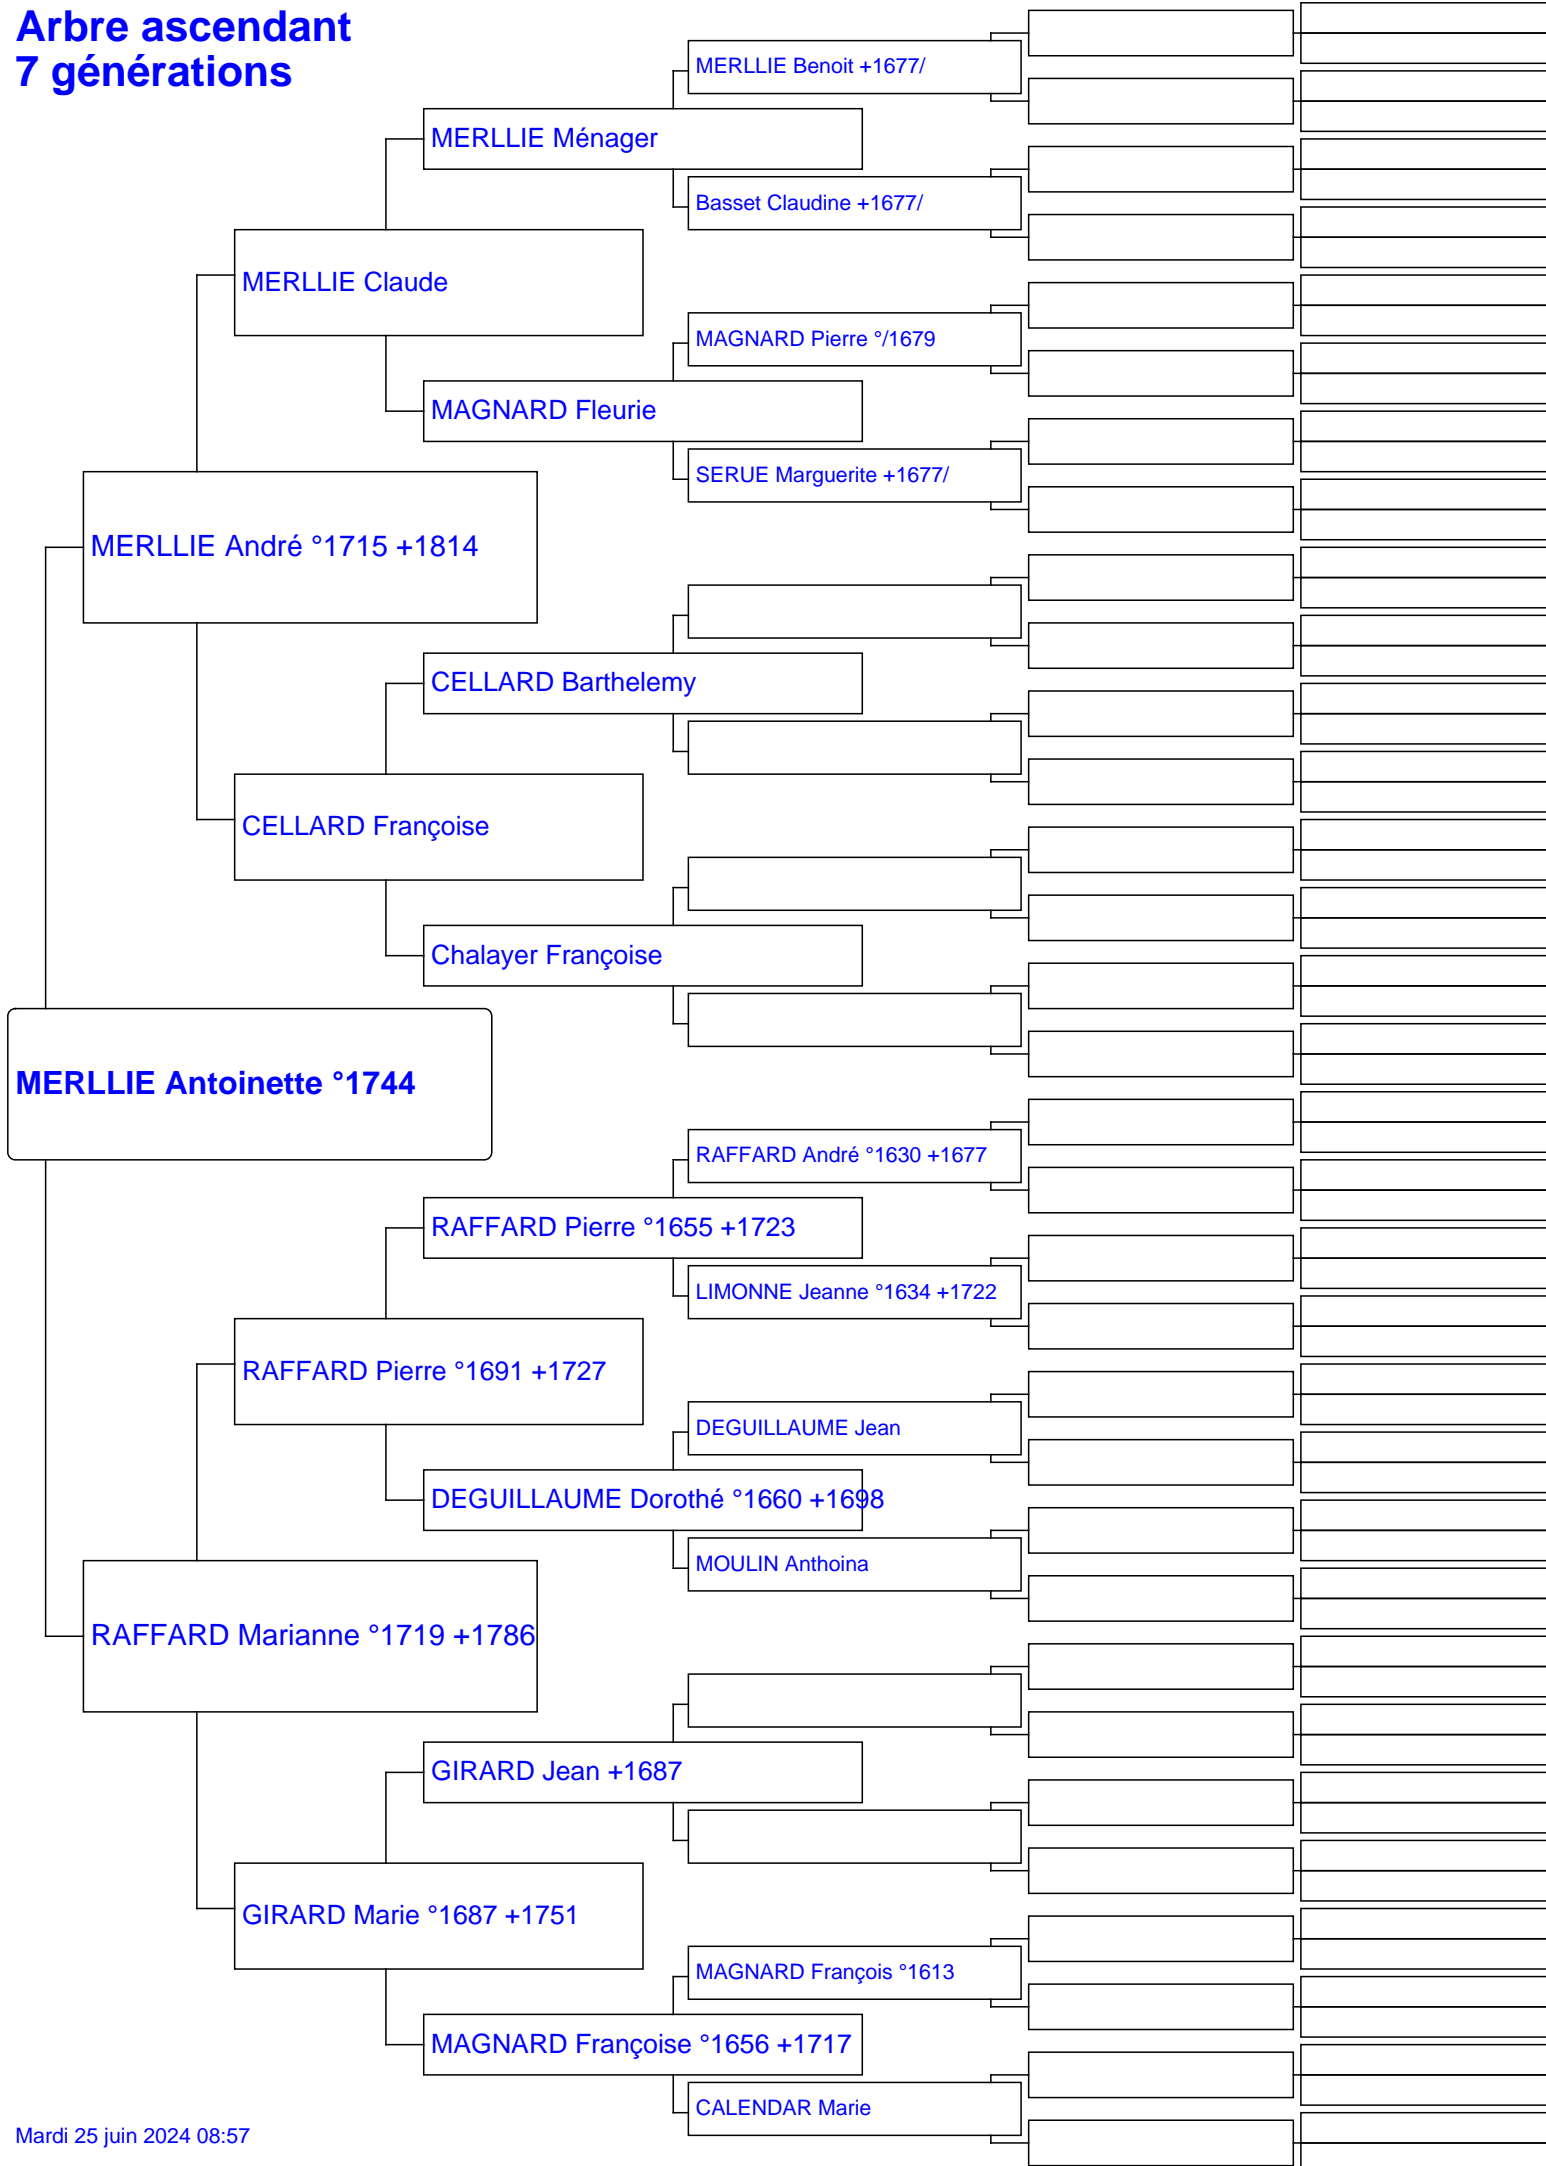 Arbre ascendant
7 générations
MERLLIE Benoit +1677/
MERLLIE Ménager
Basset Claudine +1677/
MERLLIE Claude
MAGNARD Pierre °/1679
MAGNARD Fleurie
SERUE Marguerite +1677/
MERLLIE André °1715 +1814
CELLARD Barthelemy
CELLARD Françoise
Chalayer Françoise
MERLLIE Antoinette °1744
RAFFARD André °1630 +1677
RAFFARD Pierre °1655 +1723
LIMONNE Jeanne °1634 +1722
RAFFARD Pierre °1691 +1727
DEGUILLAUME Jean
DEGUILLAUME Dorothé °1660 +1698
MOULIN Anthoina
RAFFARD Marianne °1719 +1786
GIRARD Jean +1687
GIRARD Marie °1687 +1751
MAGNARD François °1613
MAGNARD Françoise °1656 +1717
CALENDAR Marie
Mardi 25 juin 2024 08:57